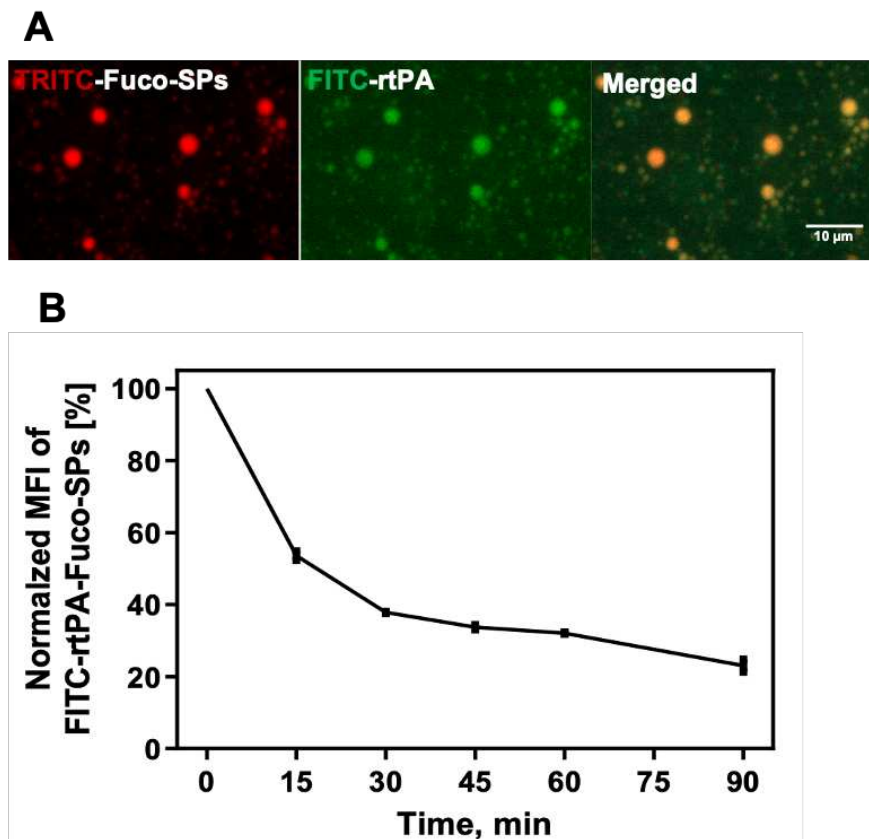 A
TRITC-Fuco-SPs
FITC-rtPA
Merged
10 µm
B
Normalzed MFI of
FITC-rtPA-Fuco-SPs [%]
100
80
60
40
20
0
0 15 30 45 60 75 90
Time, min